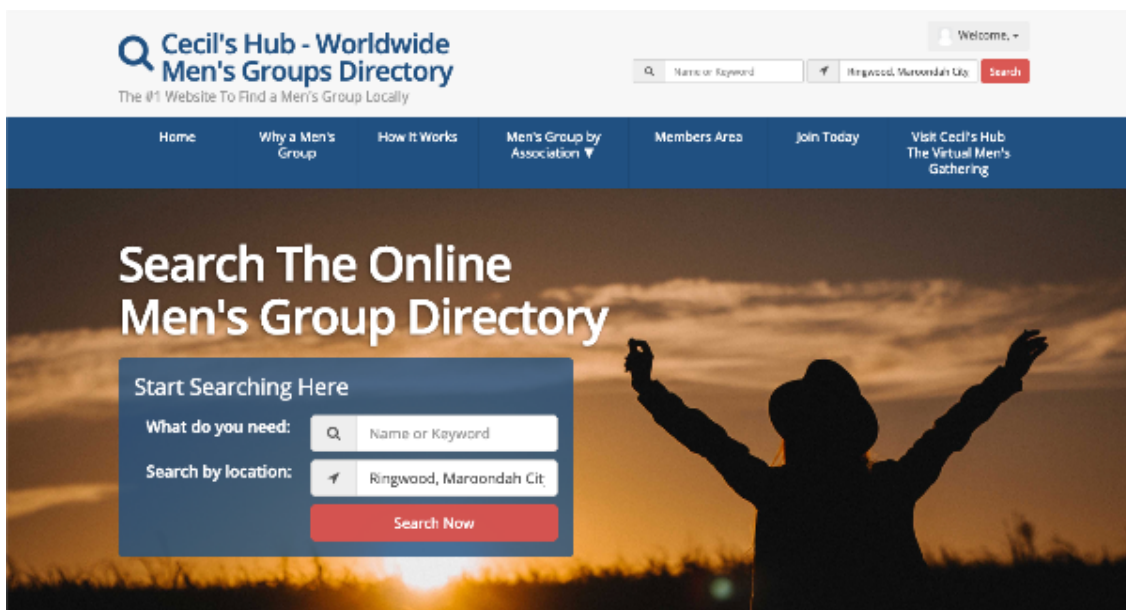 Cecil's Hub - Worldwide
Men's Groups Directory
The #1 Website To Find a Men's Group Locally
Welcome,
Name or Keyword
Ringwood, Maroondah City,
Search
Home
Why a Men's
Group
How It Works
Men's Group by
Association ▼
Members Area
Join Today
Visit Cecil's Hub
The Virtual Men's
Gathering
Search The Online
Men's Group Directory
Start Searching Here
What do you need:
Name or Keyword
Search by location:
Ringwood, Maroondah Cit
Search Now